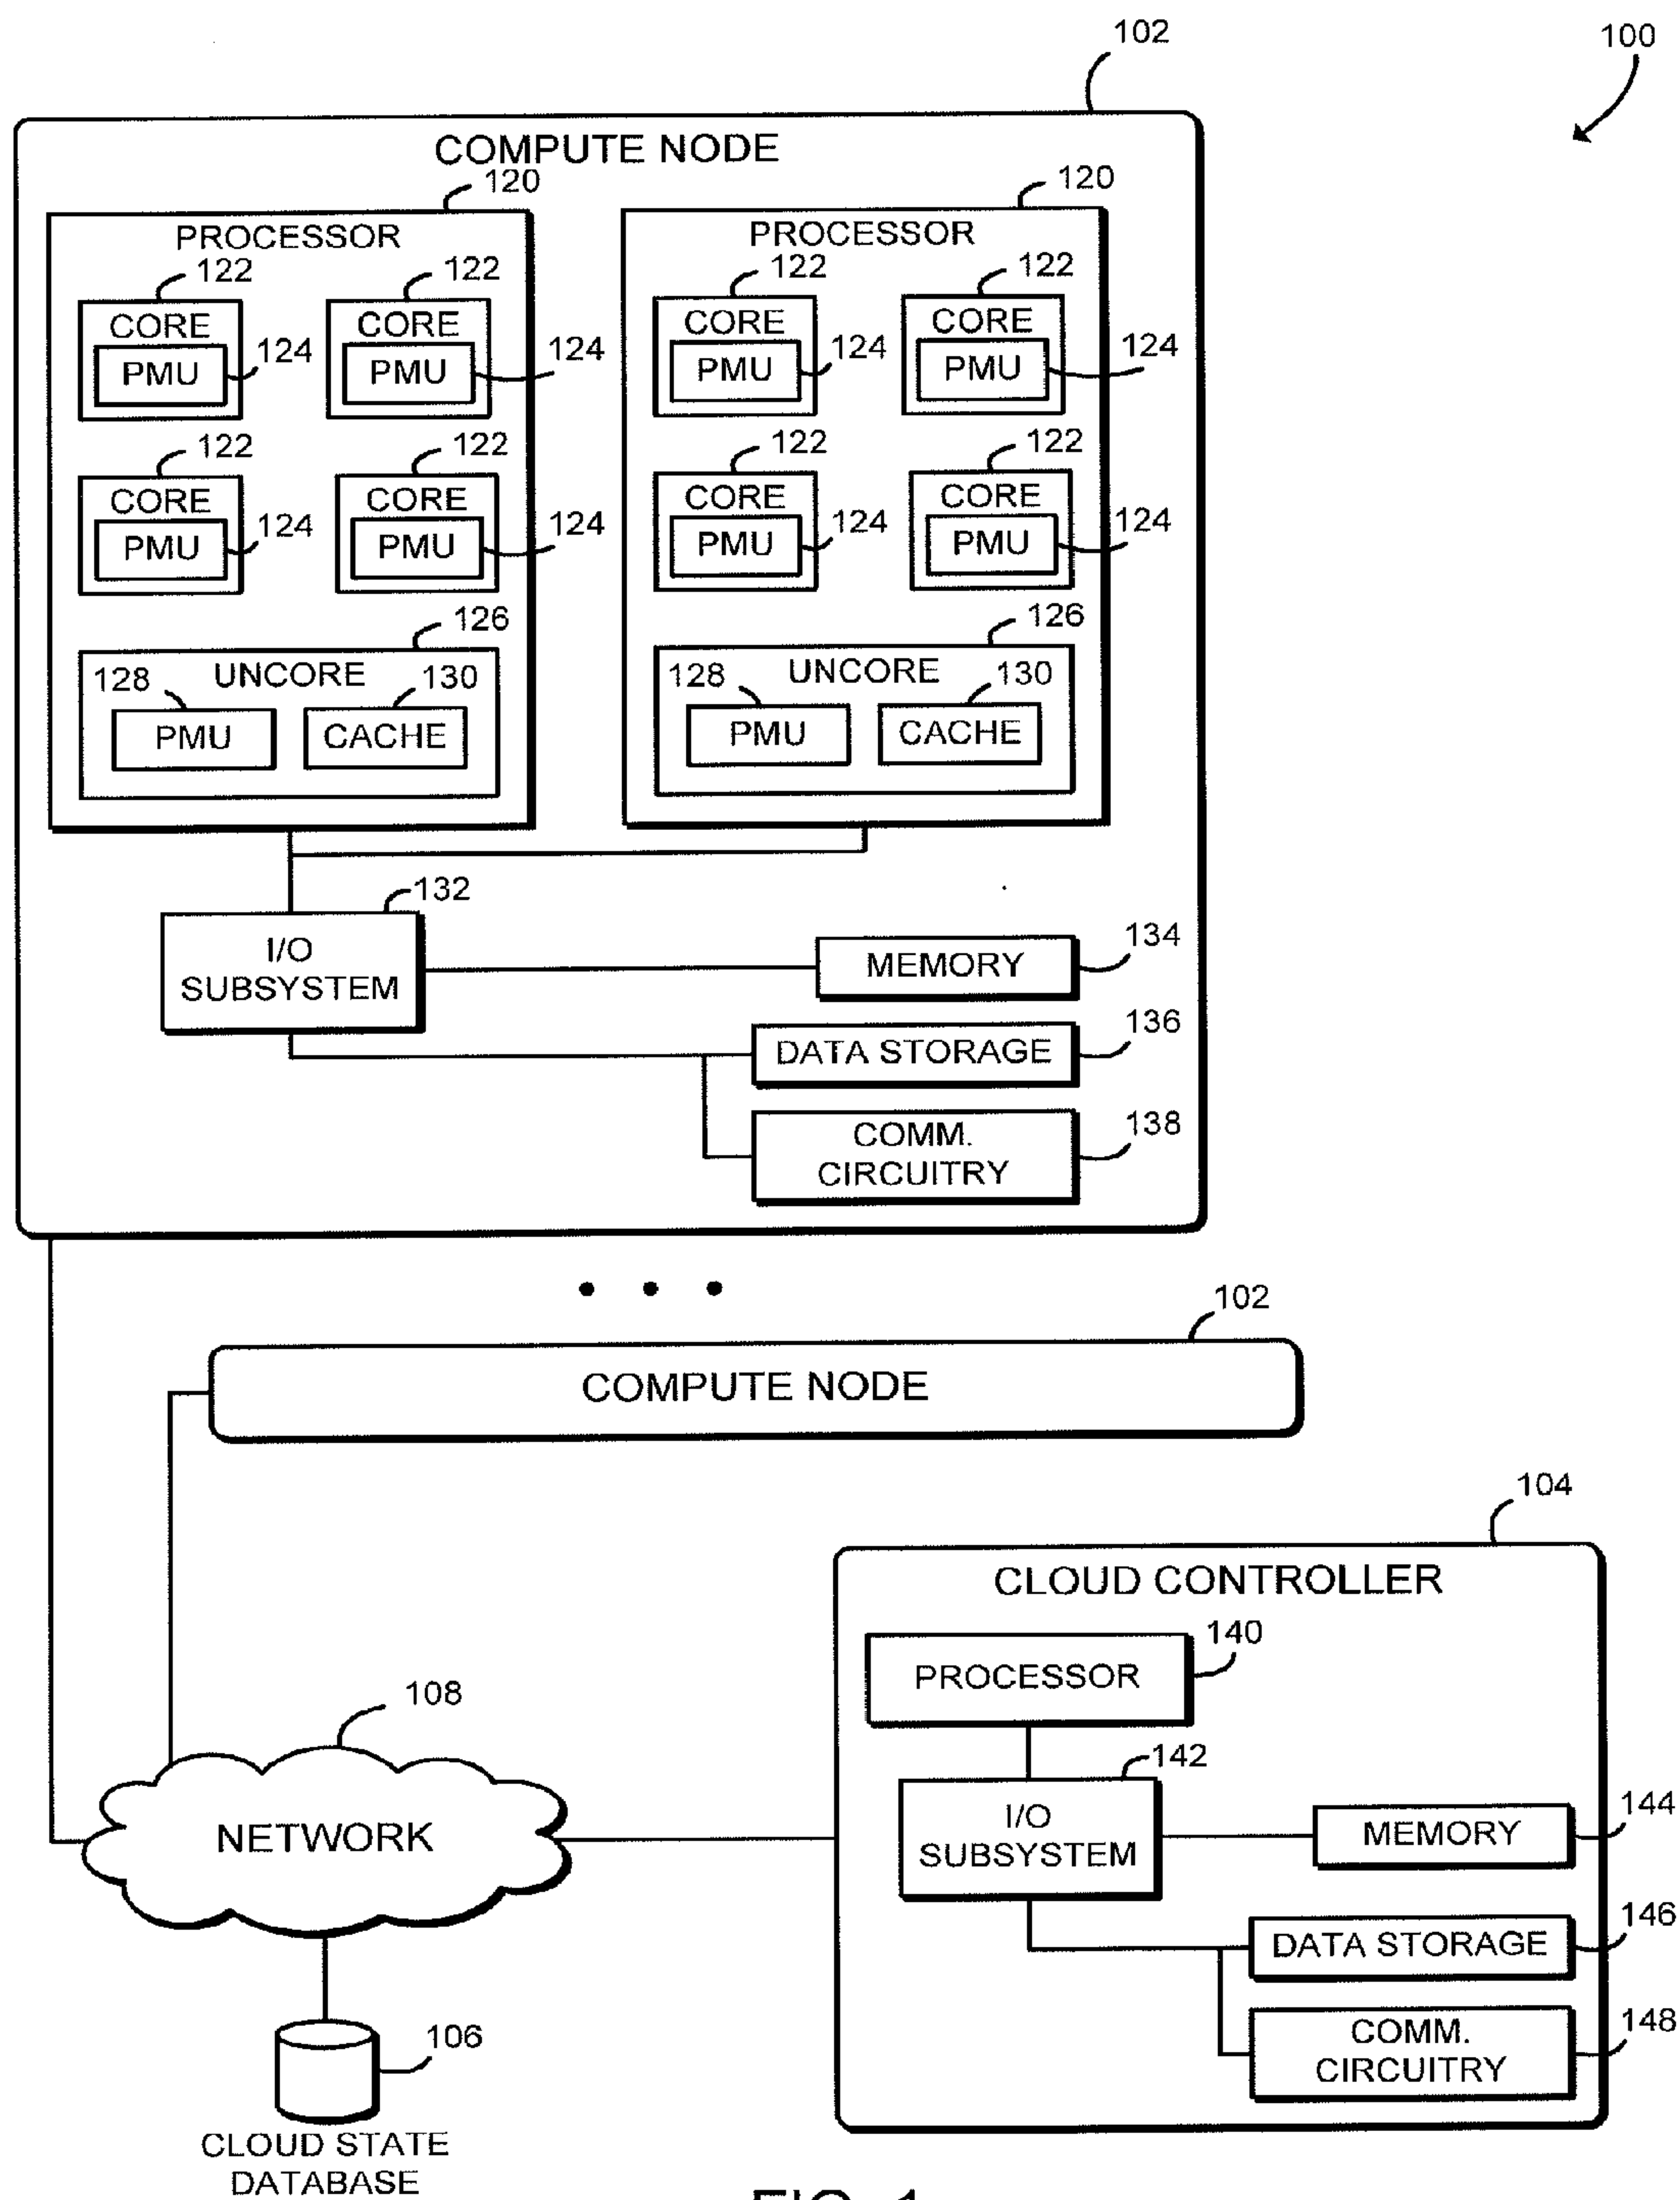 102
100
COMPUTE NODE
120
120
PROCESSOR
PROCESSOR
122
122
122
122
CORE
CORE
CORE
CORE
PMU
124
PMU
124
PMU
124
PMU
124
122
122
122
122
CORE
CORE
CORE
CORE
PMU
124
PMU
124
PMU
124
PMU
124
126
126
UNCORE
UNCORE
128
130
128
130
PMU
CACHE
PMU
CACHE
132
I/O
SUBSYSTEM
MEMORY
134
DATA STORAGE
136
COMM.
CIRCUITRY
138
102
COMPUTE NODE
104
CLOUD CONTROLLER
PROCESSOR
140
108
NETWORK
142
I/O
SUBSYSTEM
MEMORY
144
DATA STORAGE
146
COMM.
CIRCUITRY
148
106
CLOUD STATE
DATABASE
FIG. 1